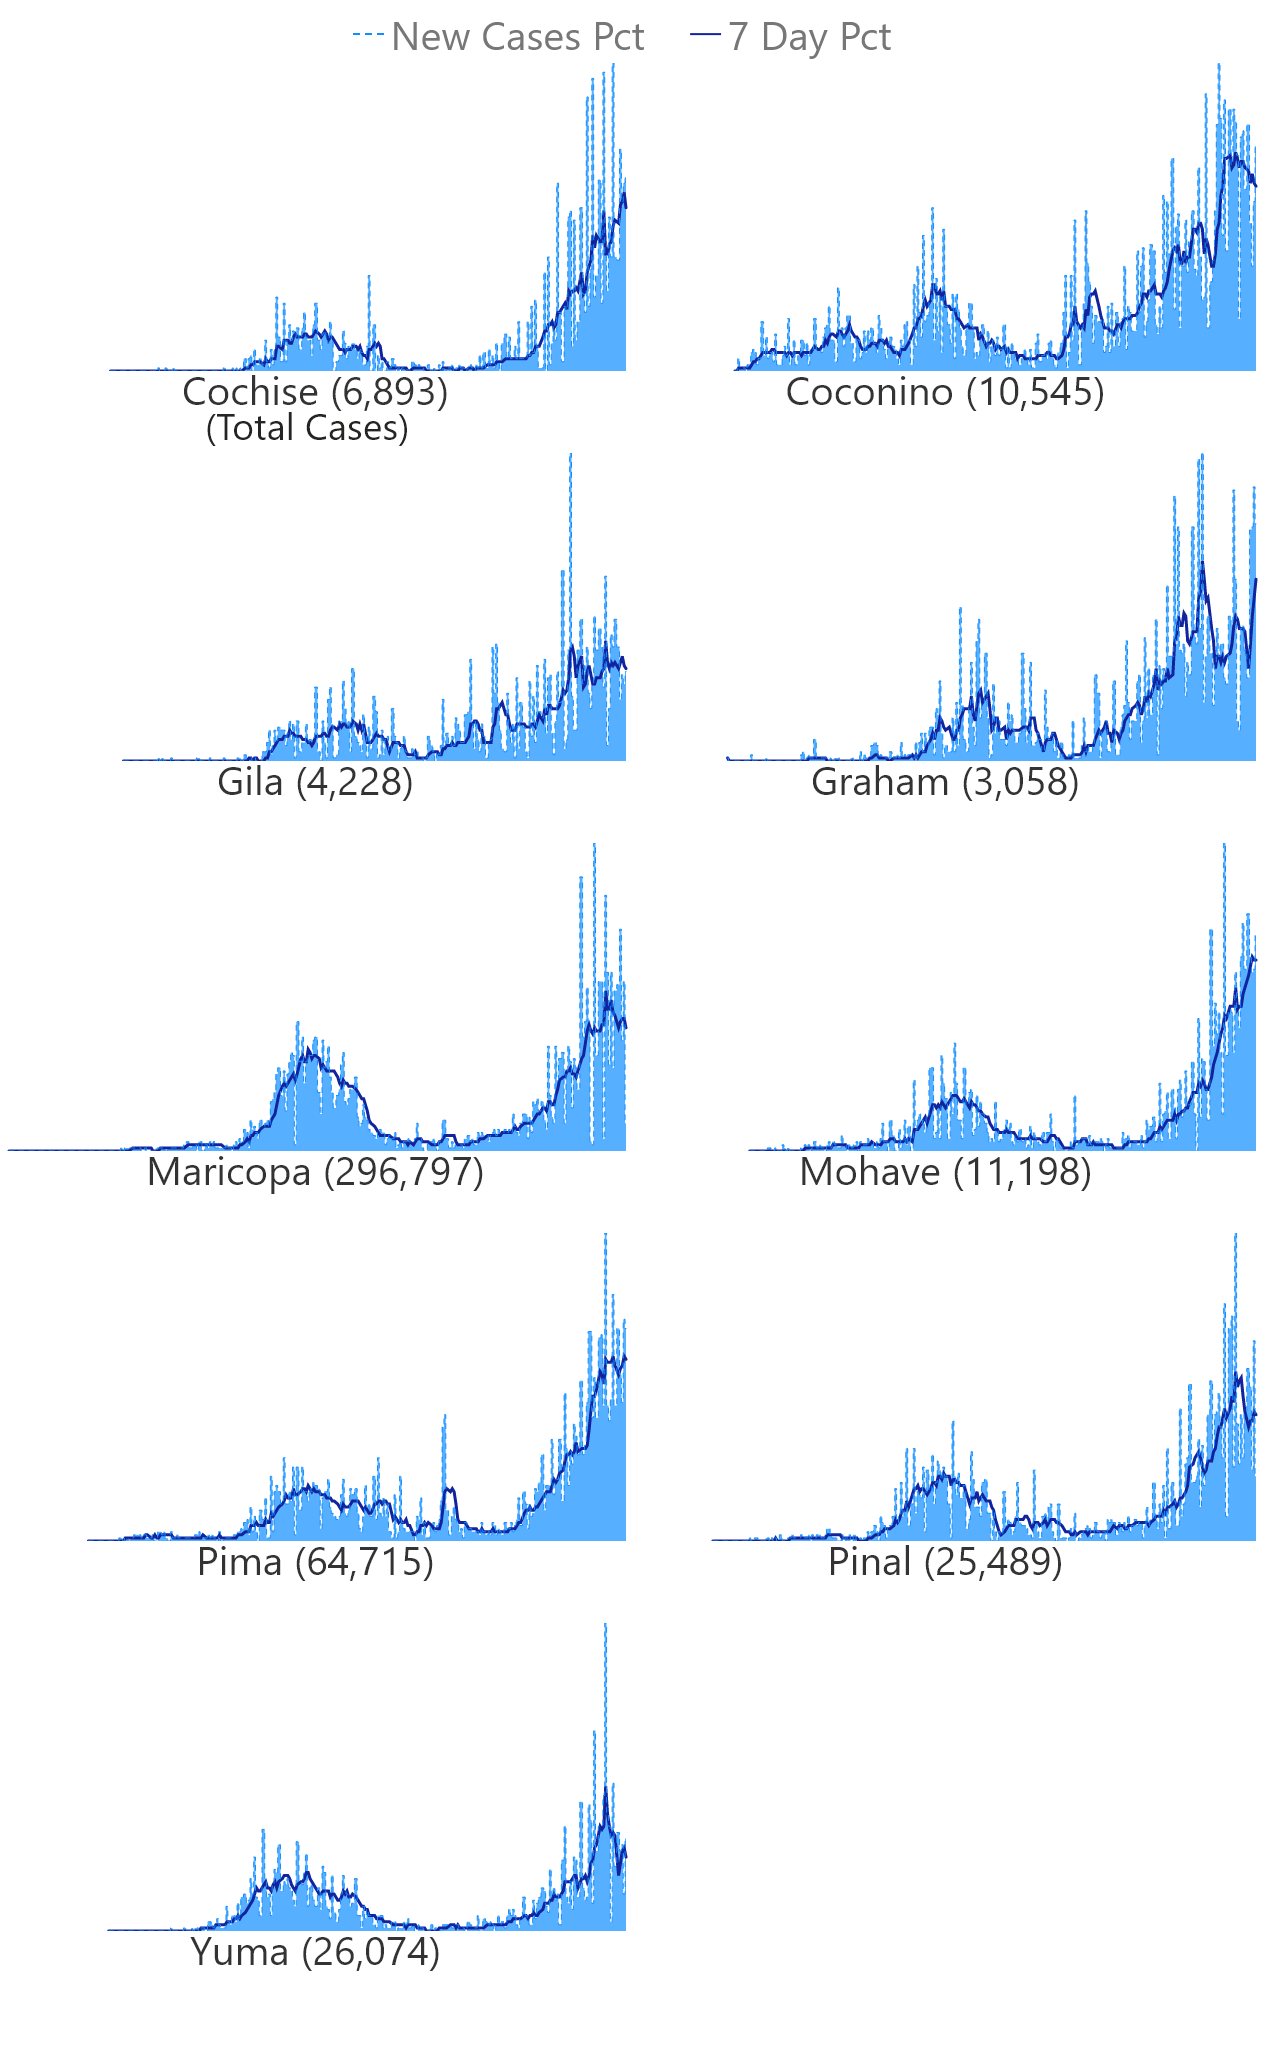 New Cases Pct 7 Day Pct
Cochise (6,893) Coconino (10,545)
(Total Cases)
Gila (4,228) Graham (3,058)
Maricopa (296,797) Mohave (11,198)
Pima (64,715) Pinal (25,489)
Yuma (26,074)